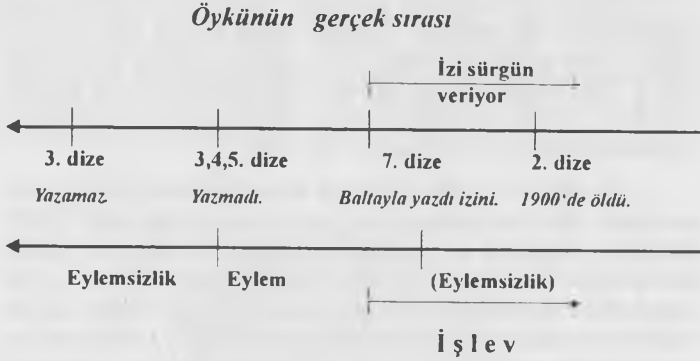 Öykünün gerçek sırası
İzi sürgün
veriyor
3. dize 3,4,5. dize 7. dize 2. dize
Yazamaz. Yazmadı. Baltayla yazdı izini. 1900'de öldü.
Eylemsizlik Eylem (Eylemsizlik)
İşlev